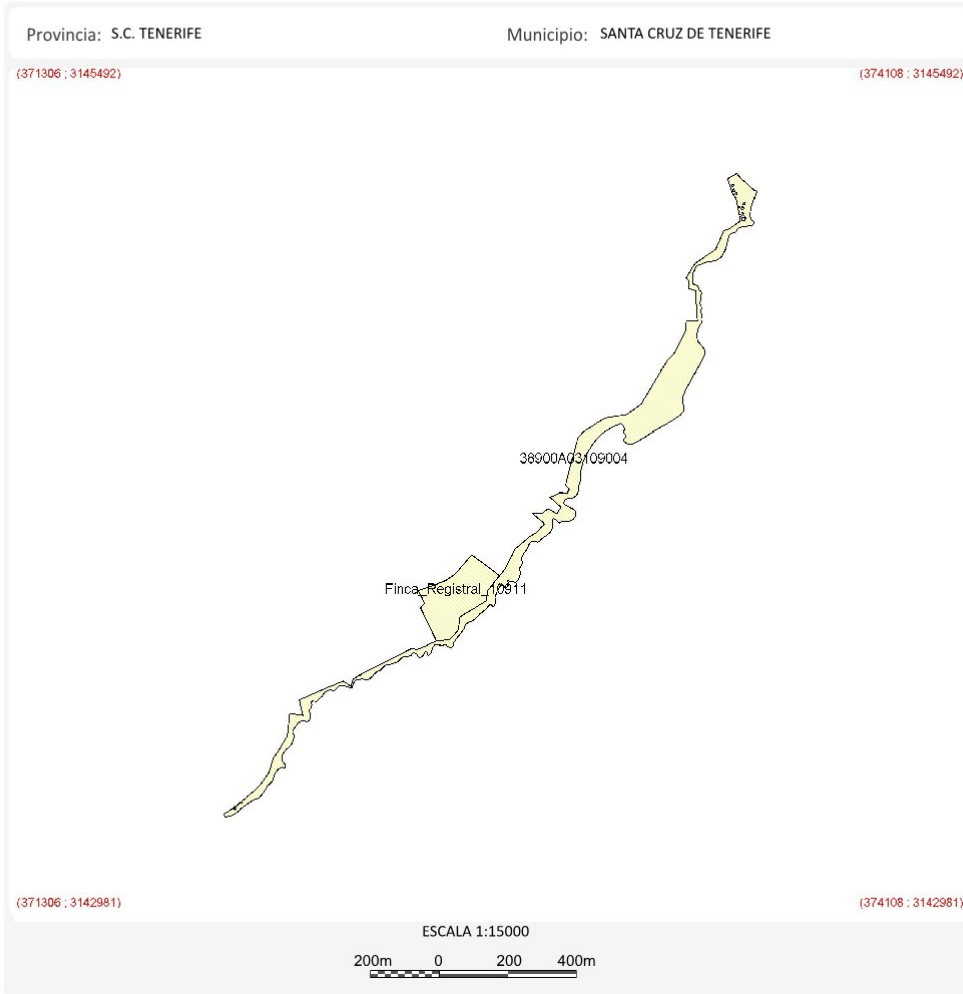 Provincia: S.C. TENERIFE Municipio: SANTA CRUZ DE TENERIFE
(371306 ; 3145492) (374108 ; 3145492)
38900A03109004
Finca_Registral_10911
(371306 ; 3142981) (374108 ; 3142981)
ESCALA 1:15000
200m 0 200 400m